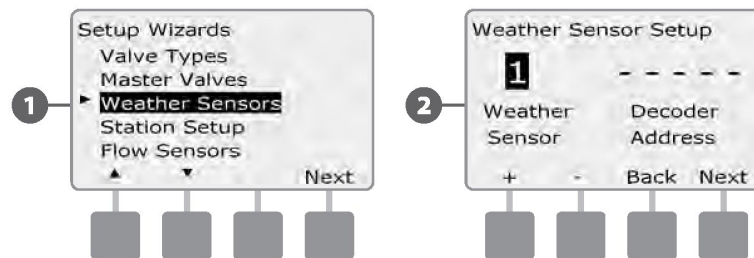 1
Setup Wizards
Valve Types
Master Valves
Weather Sensors
Station Setup
Flow Sensors
Next
2
Weather Sensor Setup
1 - - - - -
Weather Decoder
Sensor Address
+ - Back Next